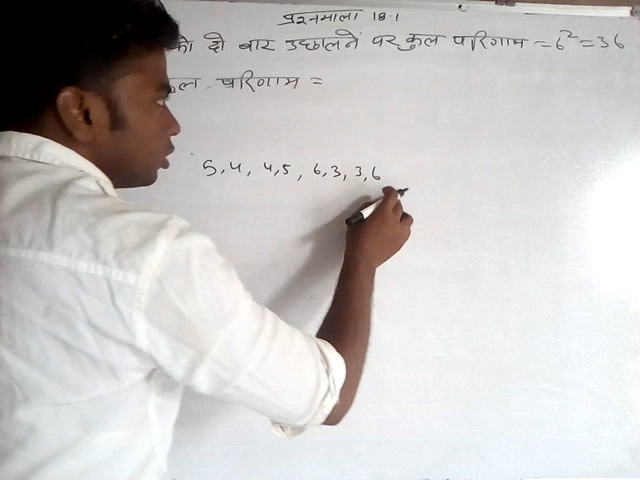 प्रश्नमाला 18.1
को दो बार उछालने पर कुल परिणाम = 6² = 36
कुल परिणाम =
5,4, 4,5, 6,3, 3,6